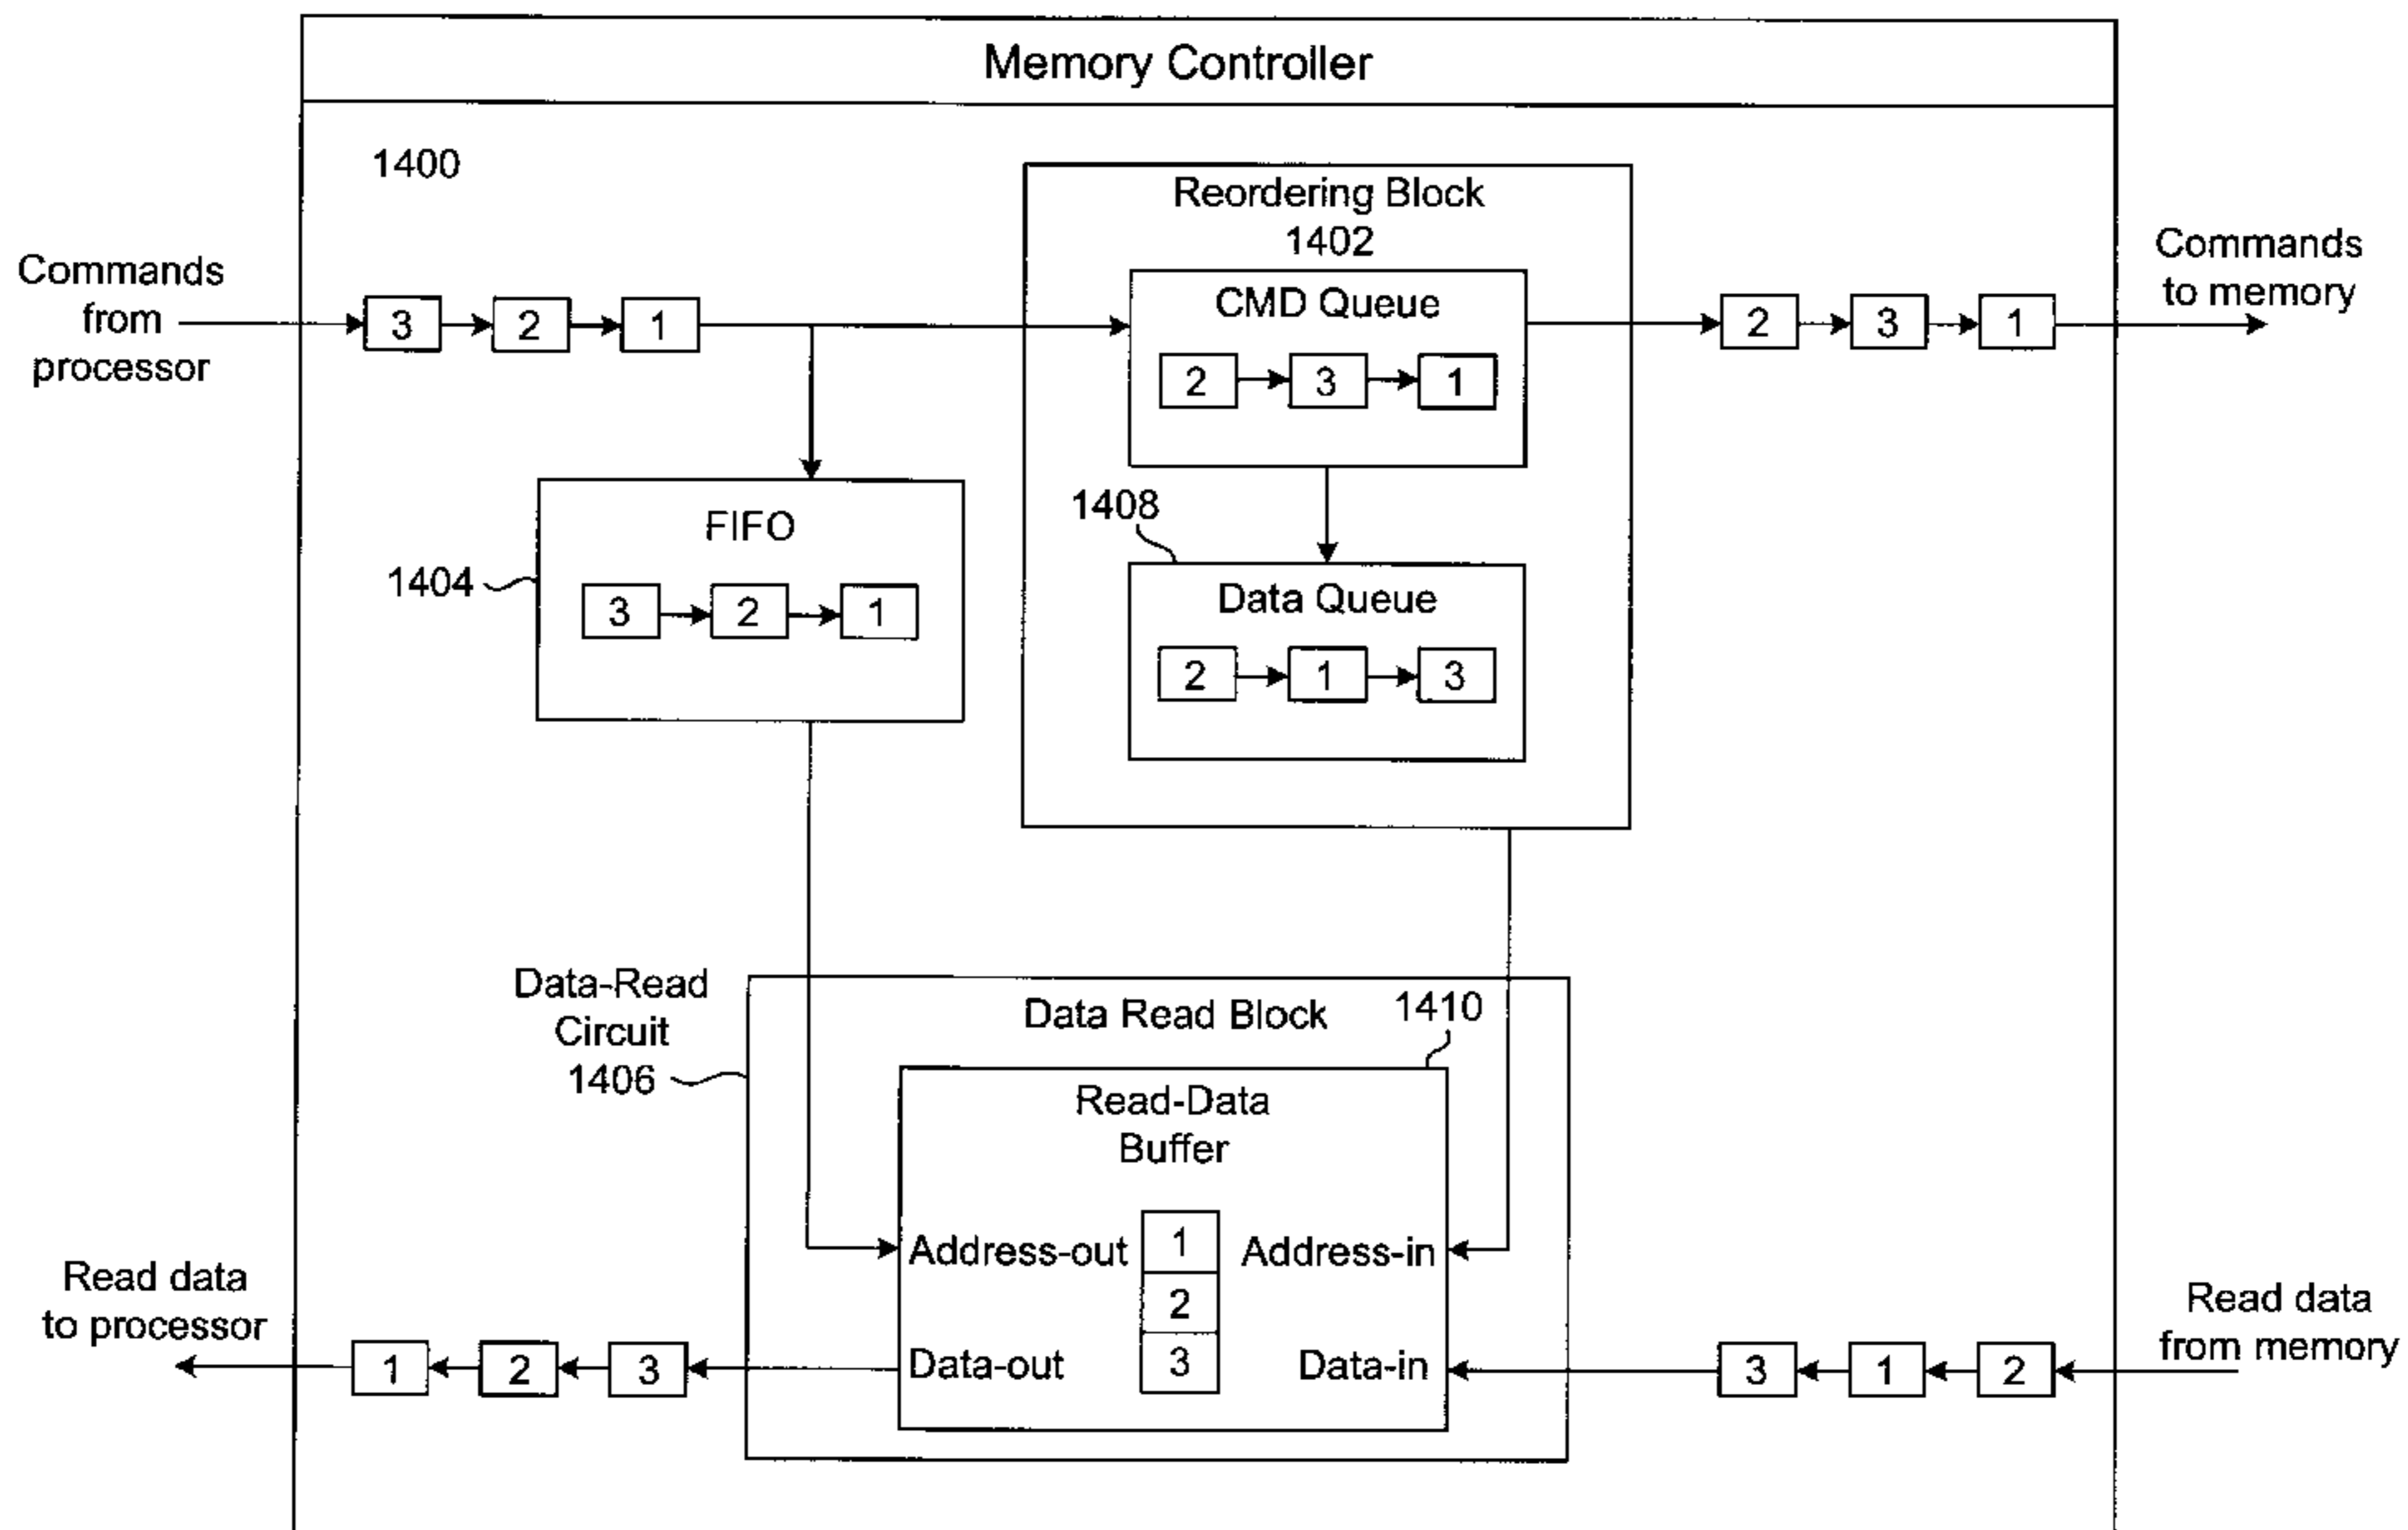 Memory Controller
1400
Commands
from
processor
3 2 1
Reordering Block
1402
CMD Queue
2 3 1
2 3 1
Commands
to memory
FIFO
1404
3 2 1
1408
Data Queue
2 1 3
Data-Read
Circuit
1406
Data Read Block
1410
Read-Data
Buffer
Address-out
1
Address-in
2
Data-out
3
Data-in
Read data
to processor
1 2 3
3 1 2
Read data
from memory